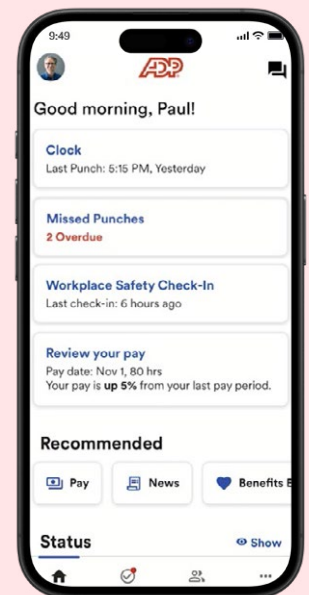 9:49
ADP
Good morning, Paul!
Clock
Last Punch: 5:15 PM, Yesterday
Missed Punches
2 Overdue
Workplace Safety Check-In
Last check-in: 6 hours ago
Review your pay
Pay date: Nov 1, 80 hrs
Your pay is up 5% from your last pay period.
Recommended
Pay News Benefits E
Status Show